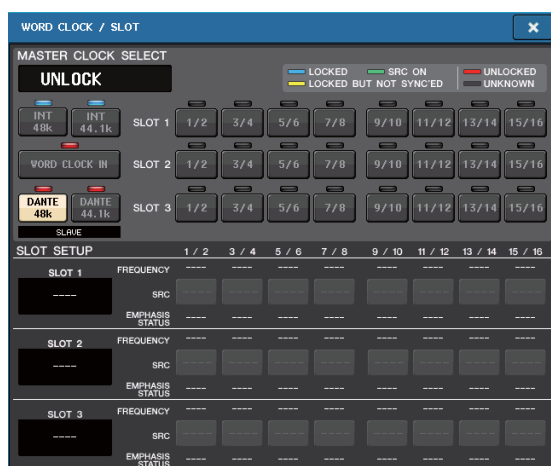 WORD CLOCK / SLOT
MASTER CLOCK SELECT
UNLOCK
LOCKED SRC ON UNLOCKED
LOCKED BUT NOT SYNC'ED UNKNOWN
INT 48k INT 44.1k SLOT 1 1/2 3/4 5/6 7/8 9/10 11/12 13/14 15/16
WORD CLOCK IN SLOT 2 1/2 3/4 5/6 7/8 9/10 11/12 13/14 15/16
DANTE 48k DANTE 44.1k SLOT 3 1/2 3/4 5/6 7/8 9/10 11/12 13/14 15/16
SLAVE
SLOT SETUP 1 / 2 3 / 4 5 / 6 7 / 8 9 / 10 11 / 12 13 / 14 15 / 16
SLOT 1 FREQUENCY ---- ---- ---- ---- ---- ---- ---- ----
---- SRC ---- ---- ---- ---- ---- ---- ---- ----
EMPHASIS STATUS ---- ---- ---- ---- ---- ---- ---- ----
SLOT 2 FREQUENCY ---- ---- ---- ---- ---- ---- ---- ----
---- SRC ---- ---- ---- ---- ---- ---- ---- ----
EMPHASIS STATUS ---- ---- ---- ---- ---- ---- ---- ----
SLOT 3 FREQUENCY ---- ---- ---- ---- ---- ---- ---- ----
---- SRC ---- ---- ---- ---- ---- ---- ---- ----
EMPHASIS STATUS ---- ---- ---- ---- ---- ---- ---- ----